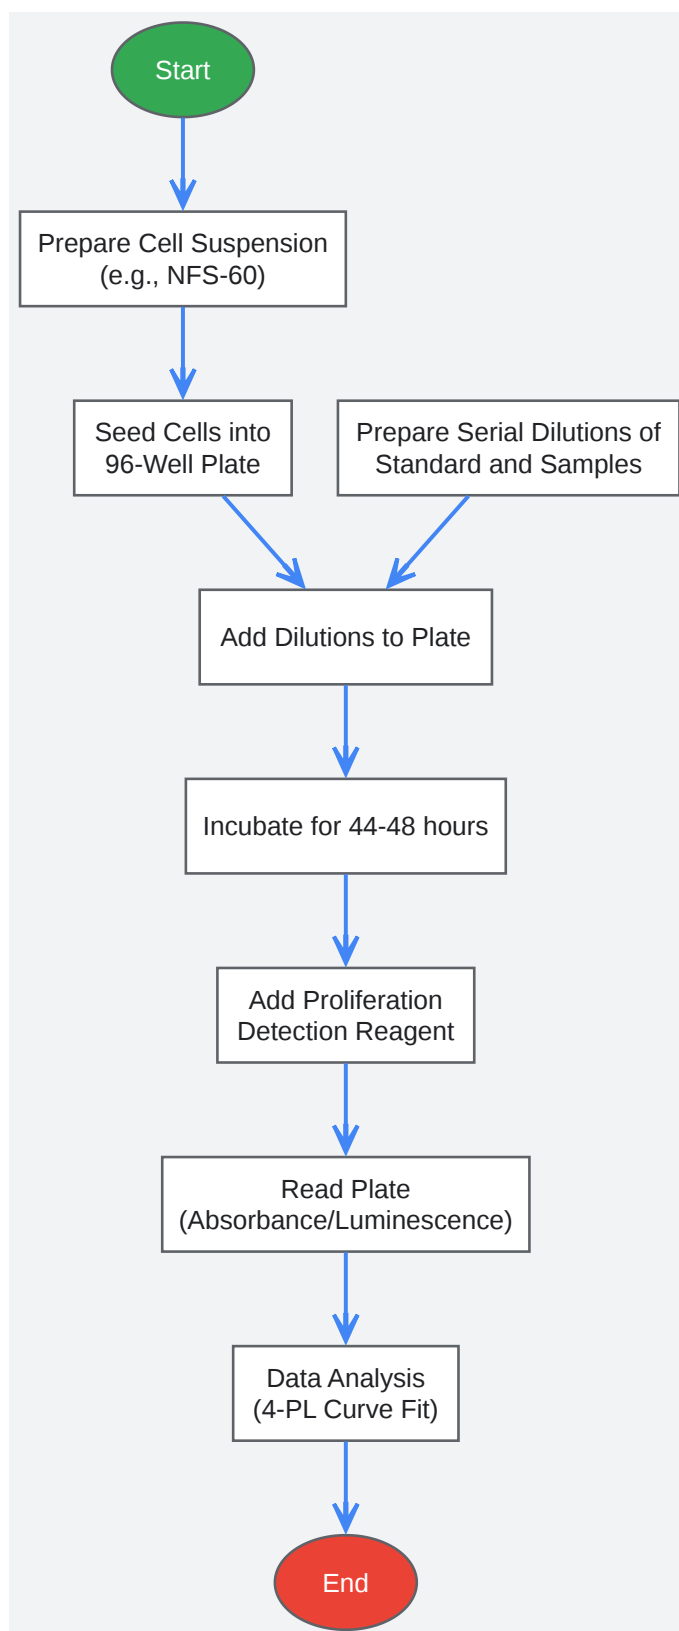 Start
Prepare Cell Suspension
(e.g., NFS-60)
Seed Cells into
96-Well Plate
Prepare Serial Dilutions of
Standard and Samples
Add Dilutions to Plate
Incubate for 44-48 hours
Add Proliferation
Detection Reagent
Read Plate
(Absorbance/Luminescence)
Data Analysis
(4-PL Curve Fit)
End